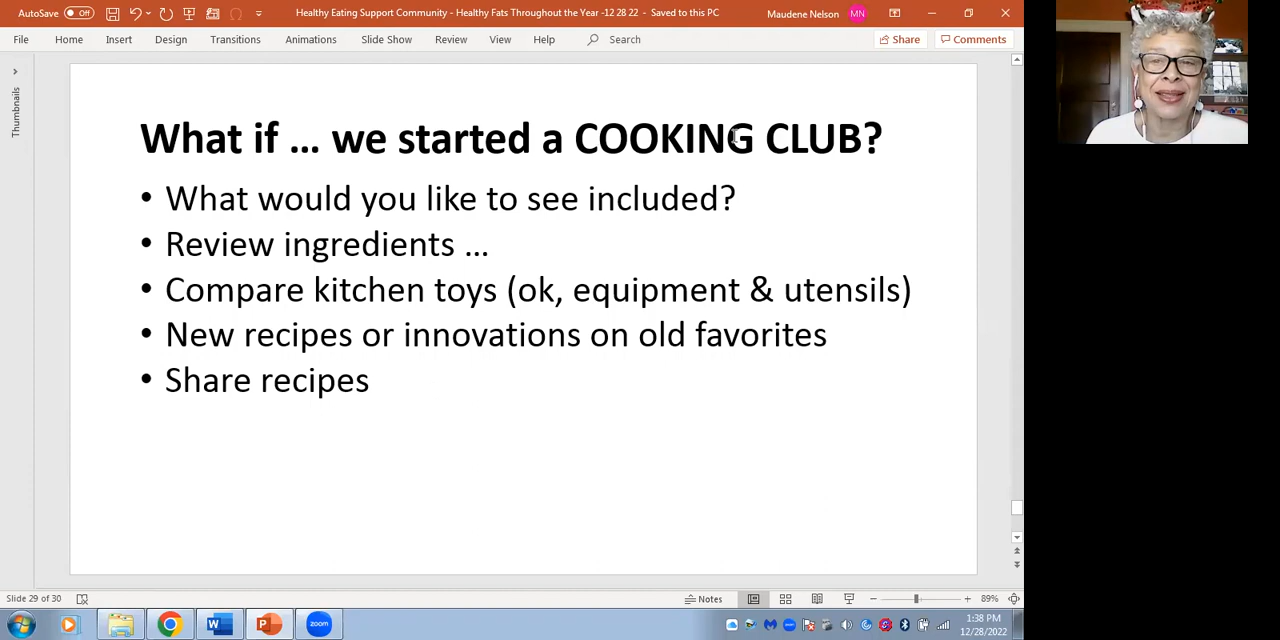 AutoSave Off Healthy Eating Support Community - Healthy Fats Throughout the Year -12 28 22 - Saved to this PC Maudene Nelson MN
File Home Insert Design Transitions Animations Slide Show Review View Help Search Share Comments
Thumbnails
What if … we started a COOKING CLUB?
• What would you like to see included?
• Review ingredients …
• Compare kitchen toys (ok, equipment & utensils)
• New recipes or innovations on old favorites
• Share recipes
Slide 29 of 30 Notes 89%
zoom
1:38 PM
12/28/2022